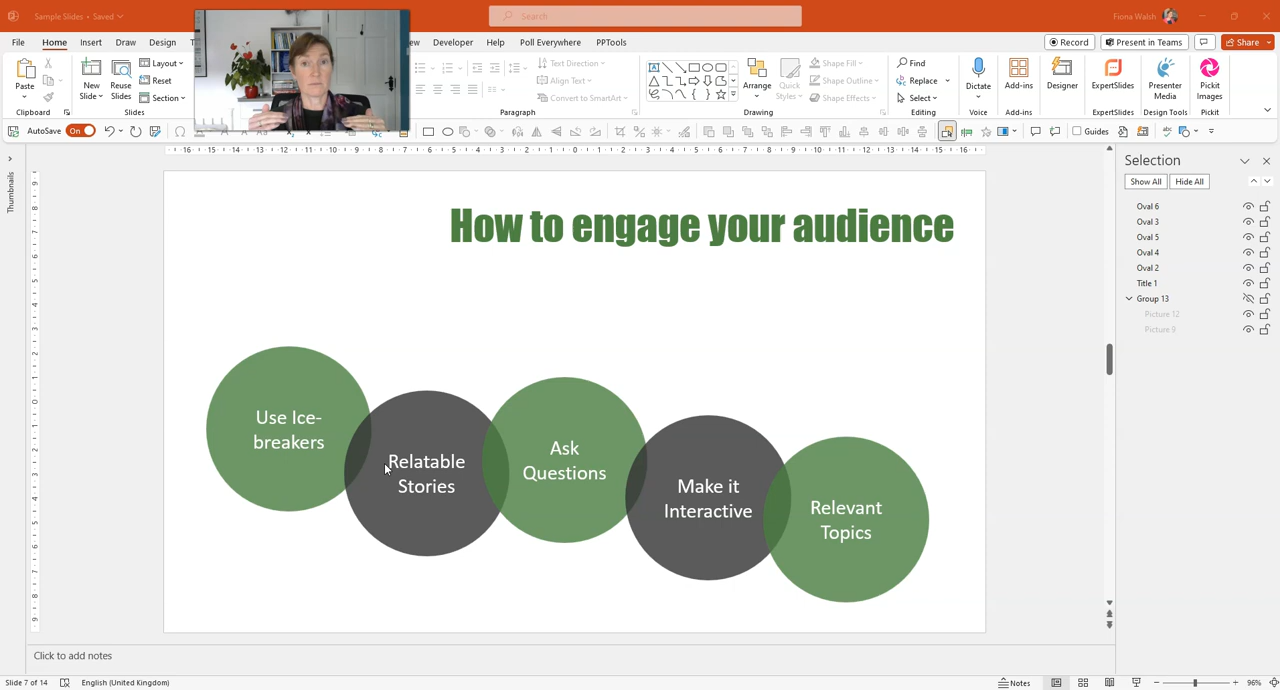 Sample Slides • Saved
Search
Fiona Walsh
File Home Insert Draw Design
Developer Help Poll Everywhere PPTools
Record Present in Teams Share
Paste
Clipboard
New Slide
Reuse Slides
Layout
Reset
Section
Slides
Text Direction
Align Text
Convert to SmartArt
Paragraph
Arrange
Quick Styles
Shape Fill
Shape Outline
Shape Effects
Drawing
Find
Replace
Select
Editing
Dictate
Voice
Add-ins
Add-ins
Designer
ExpertSlides
ExpertSlides
Presenter Media
Design Tools
Pickit Images
Pickit
AutoSave On
Guides
Thumbnails
How to engage your audience
Use Ice-
breakers
Relatable
Stories
Ask
Questions
Make it
Interactive
Relevant
Topics
Selection
Show All Hide All
Oval 6
Oval 3
Oval 5
Oval 4
Oval 2
Title 1
Group 13
Picture 12
Picture 9
Click to add notes
Slide 7 of 14 English (United Kingdom) Notes 96%